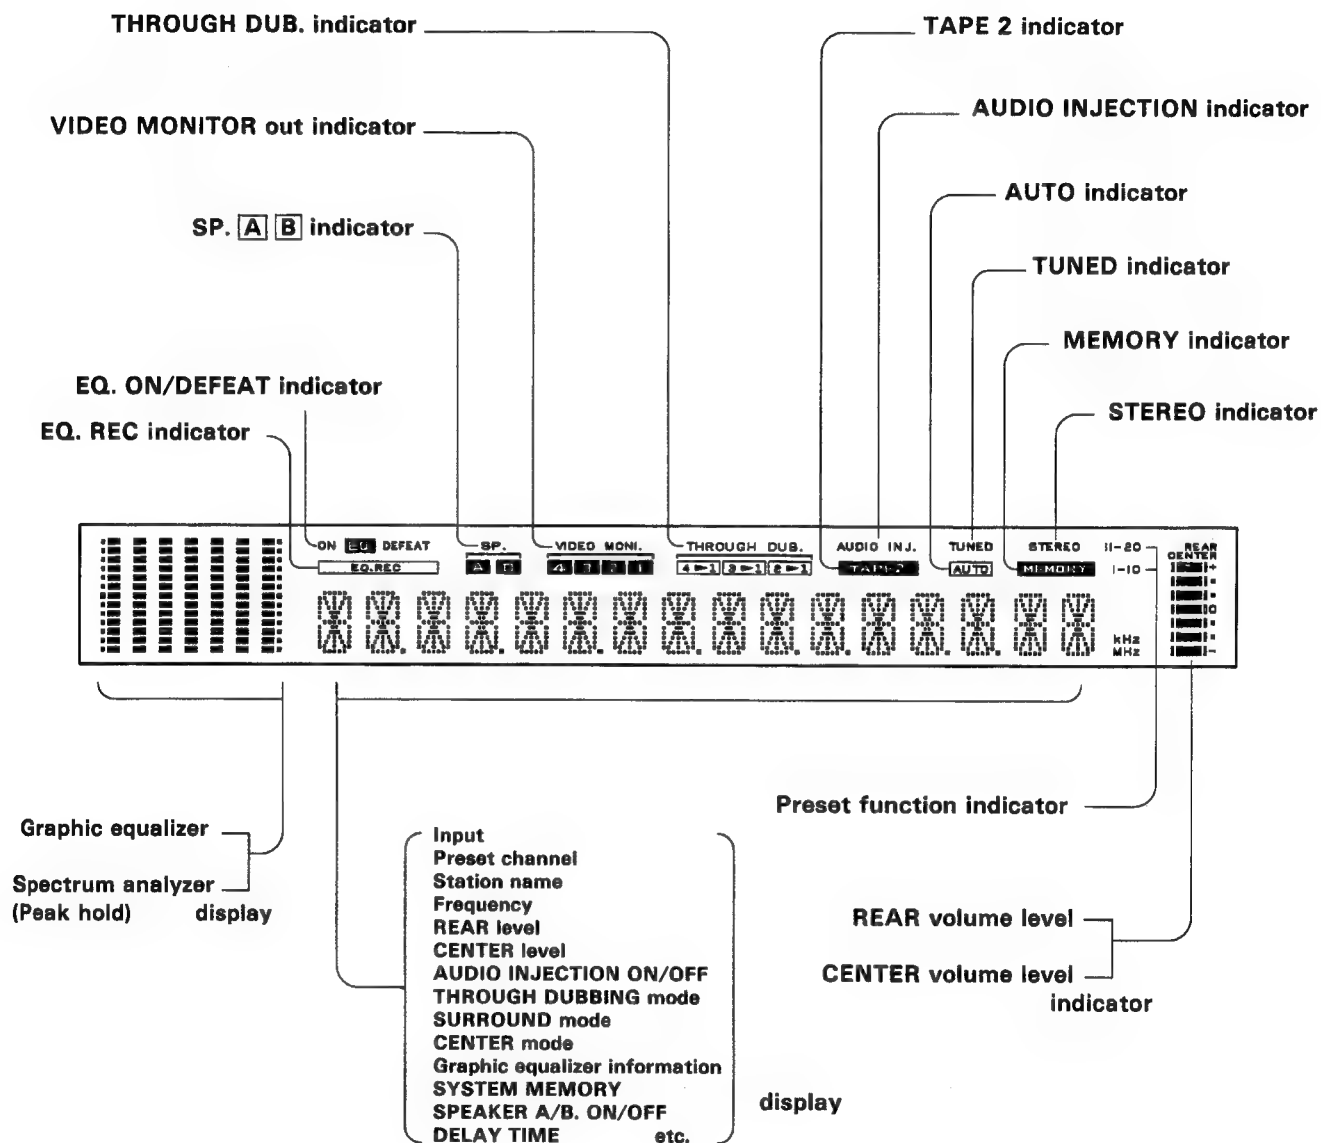 THROUGH DUB. indicator
TAPE 2 indicator
VIDEO MONITOR out indicator
AUDIO INJECTION indicator
SP. A B indicator
AUTO indicator
TUNED indicator
MEMORY indicator
EQ. ON/DEFEAT indicator
STEREO indicator
EQ. REC indicator
ON EQ DEFEAT SP. VIDEO MONI. THROUGH DUB. AUDIO INJ. TUNED STEREO 11-20 REAR
CENTER
EQ.REC A B 4 3 2 1 4►1 3►1 2►1 TAPE-2 AUTO MEMORY 1-10
kHz
MHz
Preset function indicator
Graphic equalizer
Spectrum analyzer
(Peak hold) display
Input
Preset channel
Station name
Frequency
REAR level
CENTER level
AUDIO INJECTION ON/OFF
THROUGH DUBBING mode
SURROUND mode
CENTER mode
Graphic equalizer information
SYSTEM MEMORY
SPEAKER A/B. ON/OFF
DELAY TIME etc.
display
REAR volume level
CENTER volume level
indicator